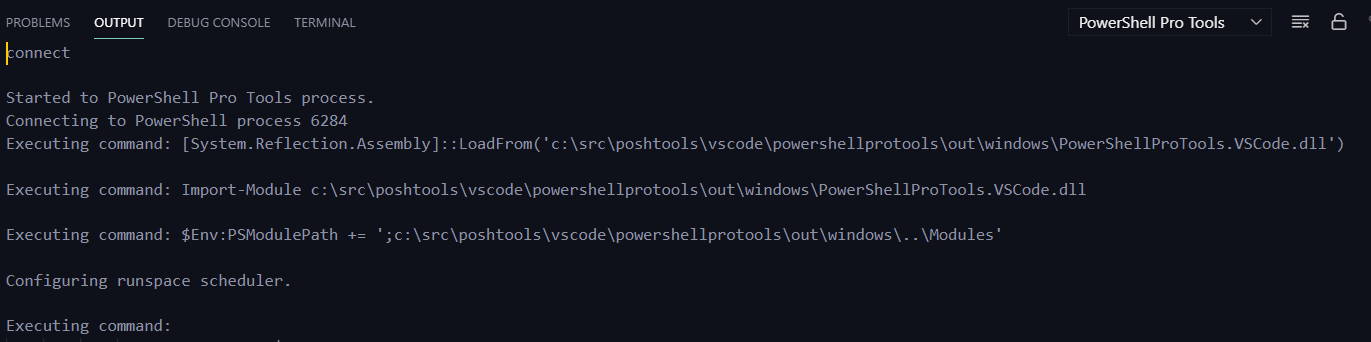 PROBLEMS OUTPUT DEBUG CONSOLE TERMINAL PowerShell Pro Tools
connect
Started to PowerShell Pro Tools process.
Connecting to PowerShell process 6284
Executing command: [System.Reflection.Assembly]::LoadFrom('c:\src\poshtools\vscode\powershellprotools\out\windows\PowerShellProTools.VSCode.dll')
Executing command: Import-Module c:\src\poshtools\vscode\powershellprotools\out\windows\PowerShellProTools.VSCode.dll
Executing command: $Env:PSModulePath += ';c:\src\poshtools\vscode\powershellprotools\out\windows\..\Modules'
Configuring runspace scheduler.
Executing command: